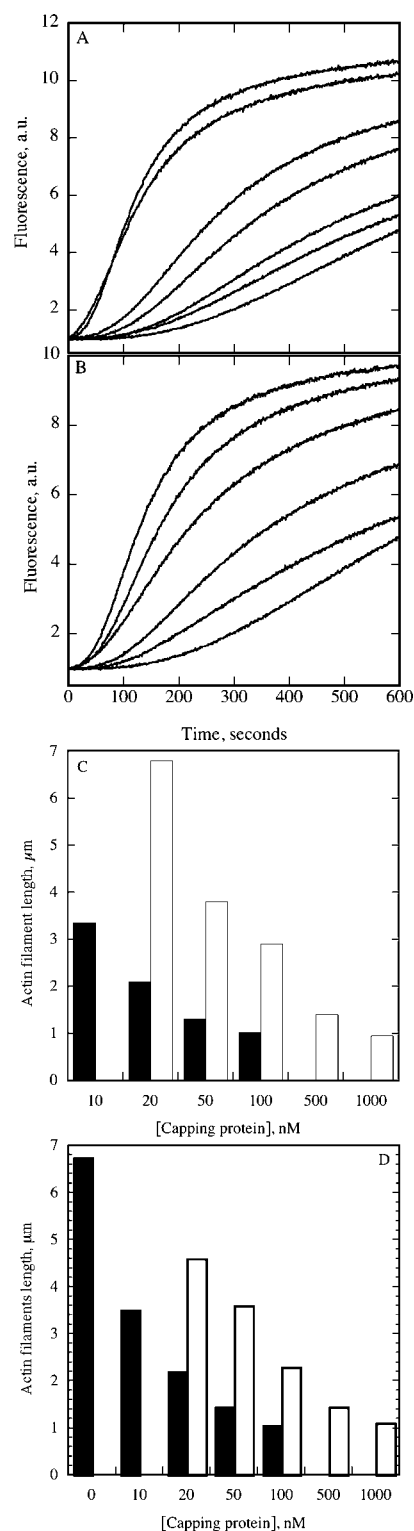 12
A
10
8
6
4
2
Fluorescence, a.u.
10
B
8
6
4
2
Fluorescence, a.u.
0 100 200 300 400 500 600
Time, seconds
7
C
6
5
4
3
2
1
0
Actin filament length, μm
10 20 50 100 500 1000
[Capping protein], nM
7
D
6
5
4
3
2
1
0
Actin filaments length, μm
0 10 20 50 100 500 1000
[Capping protein], nM